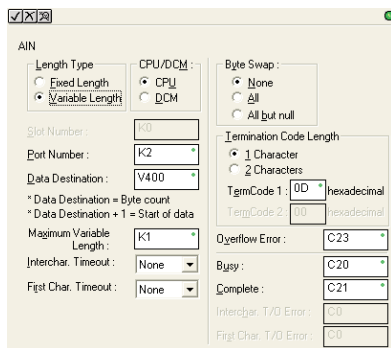 AIN
Length Type
Fixed Length
Variable Length
CPU/DCM :
CPU
DCM
Slot Number :
K0
Port Number :
K2
Data Destination :
V400
* Data Destination = Byte count
* Data Destination + 1 = Start of data
Maximum Variable
Length :
K1
Interchar. Timeout :
None
First Char. Timeout :
None
Byte Swap :
None
All
All but null
Termination Code Length
1 Character
2 Characters
TermCode 1 : 0D hexadecimal
TermCode 2 : 00 hexadecimal
Overflow Error : C23
Busy : C20
Complete : C21
Interchar. T/O Error : C0
First Char. T/O Error : C0